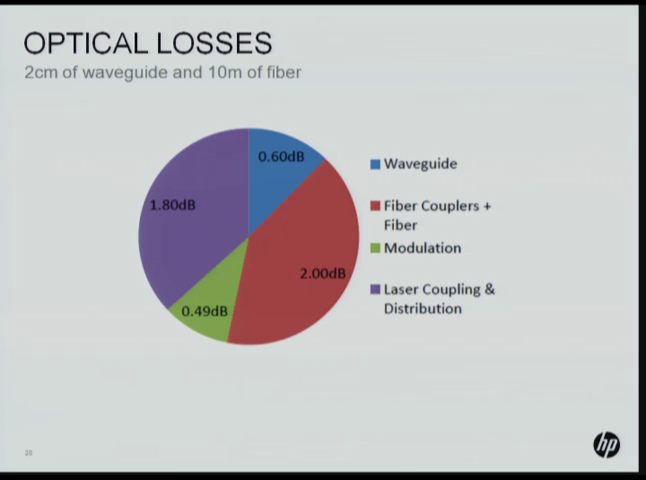 OPTICAL LOSSES
2cm of waveguide and 10m of fiber
0.60dB
1.80dB
2.00dB
0.49dB
Waveguide
Fiber Couplers +
Fiber
Modulation
Laser Coupling &
Distribution
20
hp